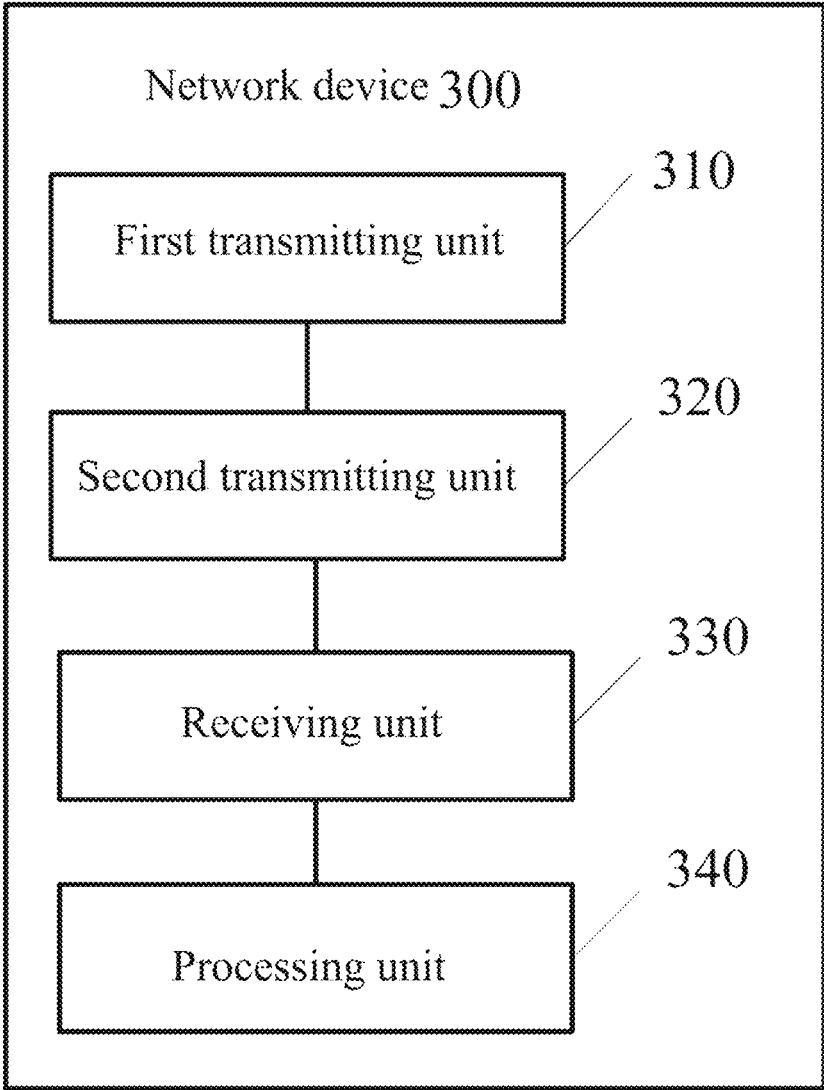 Network device 300
310
First transmitting unit
320
Second transmitting unit
330
Receiving unit
340
Processing unit